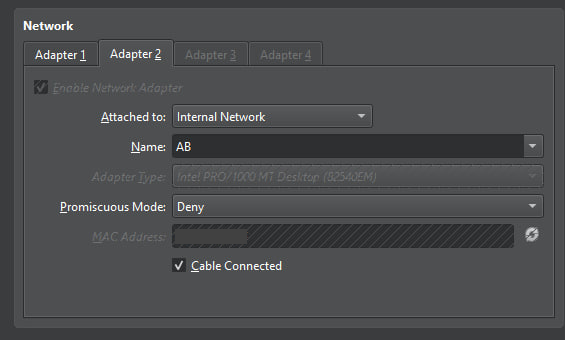 Network
Adapter 1 Adapter 2 Adapter 3 Adapter 4
Enable Network Adapter
Attached to: Internal Network
Name: AB
Adapter Type: Intel PRO/1000 MT Desktop (82540EM)
Promiscuous Mode: Deny
MAC Address:
Cable Connected